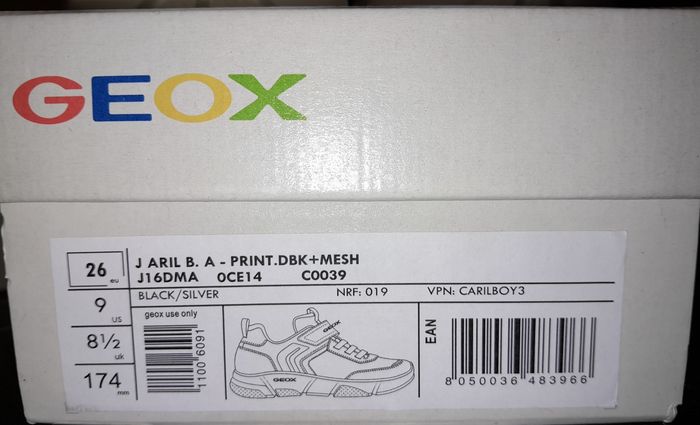 GEOX
26 eu
9 us
8½ uk
174 mm
J ARIL B. A - PRINT.DBK+MESH
J16DMA 0CE14 C0039
BLACK/SILVER NRF: 019 VPN: CARILBOY3
geox use only
1100 6091
GEOX
GEOX
EAN
8 050036 483966